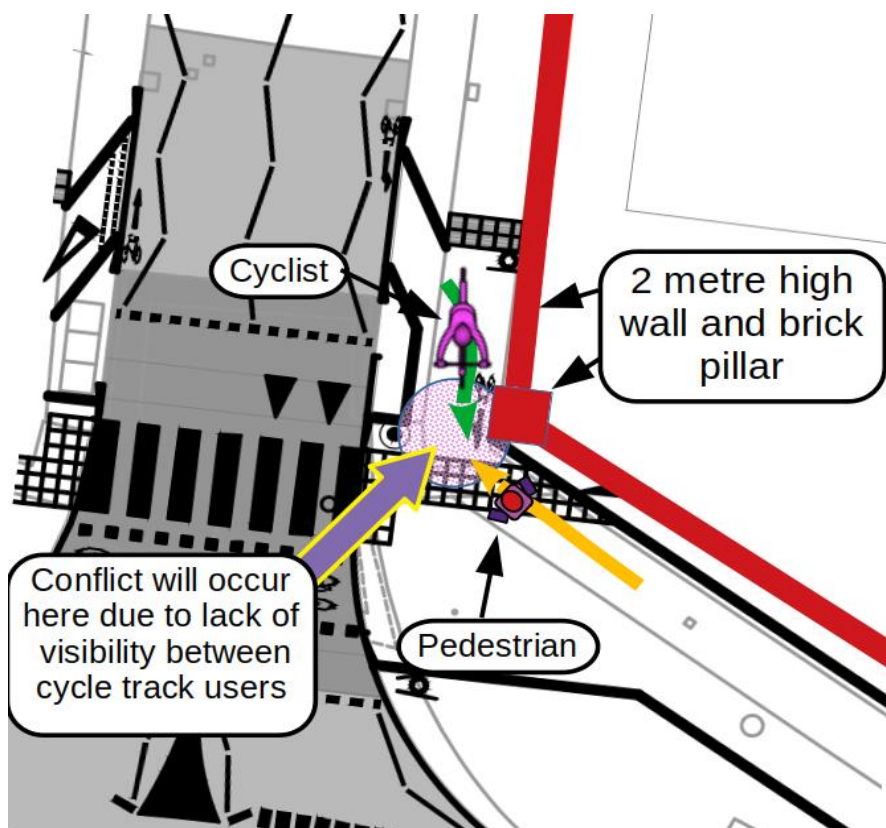 Cyclist
2 metre high
wall and brick
pillar
Conflict will occur
here due to lack of
visibility between
cycle track users
Pedestrian